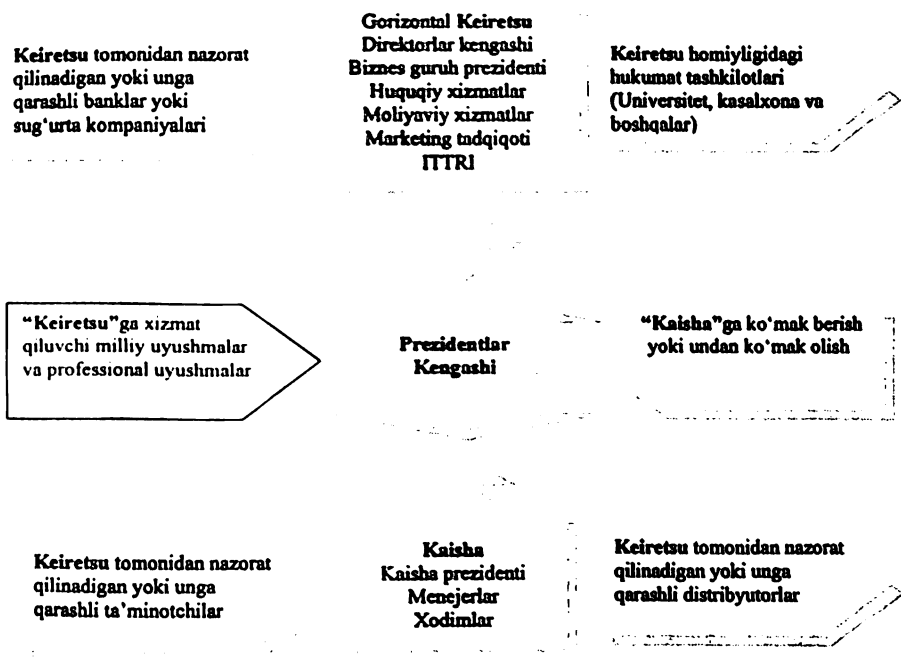 Keiretsu tomonidan nazorat
qilinadigan yoki unga
qarashli banklar yoki
sug‘urta kompaniyalari
Gorizontal Keiretsu
Direktorlar kengashi
Biznes guruh prezidenti
Huquqiy xizmatlar
Moliyaviy xizmatlar
Marketing tadqiqoti
ITTRI
Keiretsu homiyligidagi
hukumat tashkilotlari
(Universitet, kasalxona va
boshqalar)
“Keiretsu”ga xizmat
qiluvchi milliy uyushmalar
va professional uyushmalar
Prezidentlar
Kengashi
“Kaisha”ga ko‘mak berish
yoki undan ko‘mak olish
Keiretsu tomonidan nazorat
qilinadigan yoki unga
qarashli ta’minotchilar
Kaisha
Kaisha prezidenti
Menejerlar
Xodimlar
Keiretsu tomonidan nazorat
qilinadigan yoki unga
qarashli distribyutorlar